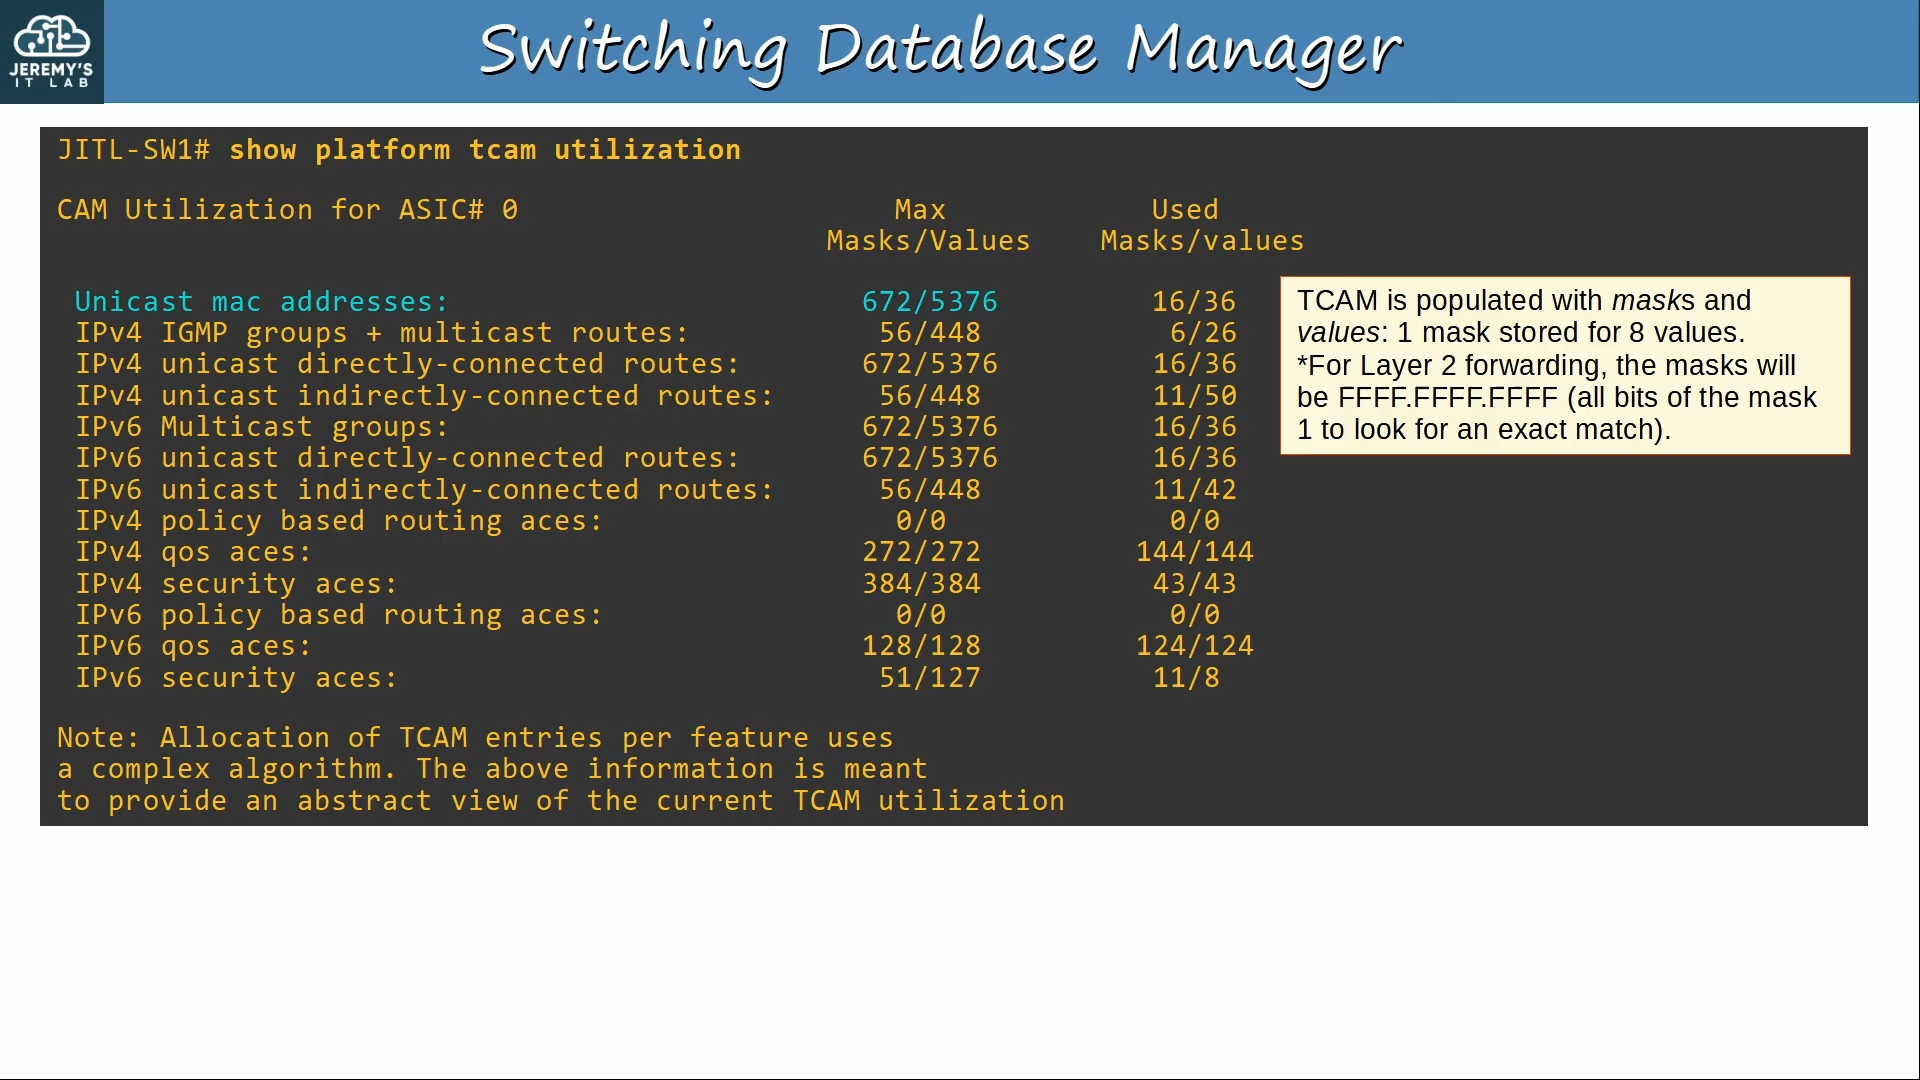 JEREMY'S
IT LAB
Switching Database Manager
JITL-SW1# show platform tcam utilization
CAM Utilization for ASIC# 0 Max Used
Masks/Values Masks/values
Unicast mac addresses: 672/5376 16/36
IPv4 IGMP groups + multicast routes: 56/448 6/26
IPv4 unicast directly-connected routes: 672/5376 16/36
IPv4 unicast indirectly-connected routes: 56/448 11/50
IPv6 Multicast groups: 672/5376 16/36
IPv6 unicast directly-connected routes: 672/5376 16/36
IPv6 unicast indirectly-connected routes: 56/448 11/42
IPv4 policy based routing aces: 0/0 0/0
IPv4 qos aces: 272/272 144/144
IPv4 security aces: 384/384 43/43
IPv6 policy based routing aces: 0/0 0/0
IPv6 qos aces: 128/128 124/124
IPv6 security aces: 51/127 11/8
Note: Allocation of TCAM entries per feature uses
a complex algorithm. The above information is meant
to provide an abstract view of the current TCAM utilization
TCAM is populated with masks and
values: 1 mask stored for 8 values.
*For Layer 2 forwarding, the masks will
be FFFF.FFFF.FFFF (all bits of the mask
1 to look for an exact match).